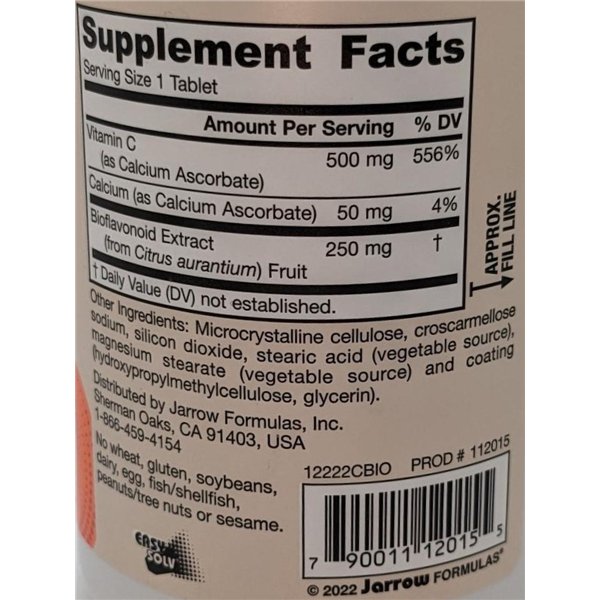 Supplement Facts
Serving Size 1 Tablet
Amount Per Serving % DV
Vitamin C
(as Calcium Ascorbate) 500 mg 556%
Calcium (as Calcium Ascorbate) 50 mg 4%
Bioflavonoid Extract
(from Citrus aurantium) Fruit 250 mg †
† Daily Value (DV) not established.
APPROX.
FILL LINE
Other Ingredients: Microcrystalline cellulose, croscarmellose
sodium, silicon dioxide, stearic acid (vegetable source),
magnesium stearate (vegetable source) and coating
(hydroxypropylmethylcellulose, glycerin).
Distributed by Jarrow Formulas, Inc.
Sherman Oaks, CA 91403, USA
1-866-459-4154
No wheat, gluten, soybeans,
dairy, egg, fish/shellfish,
peanuts/tree nuts or sesame.
EASY-SOLV
12222CBIO PROD # 112015
7 90011 12015 5
© 2022 Jarrow FORMULAS®